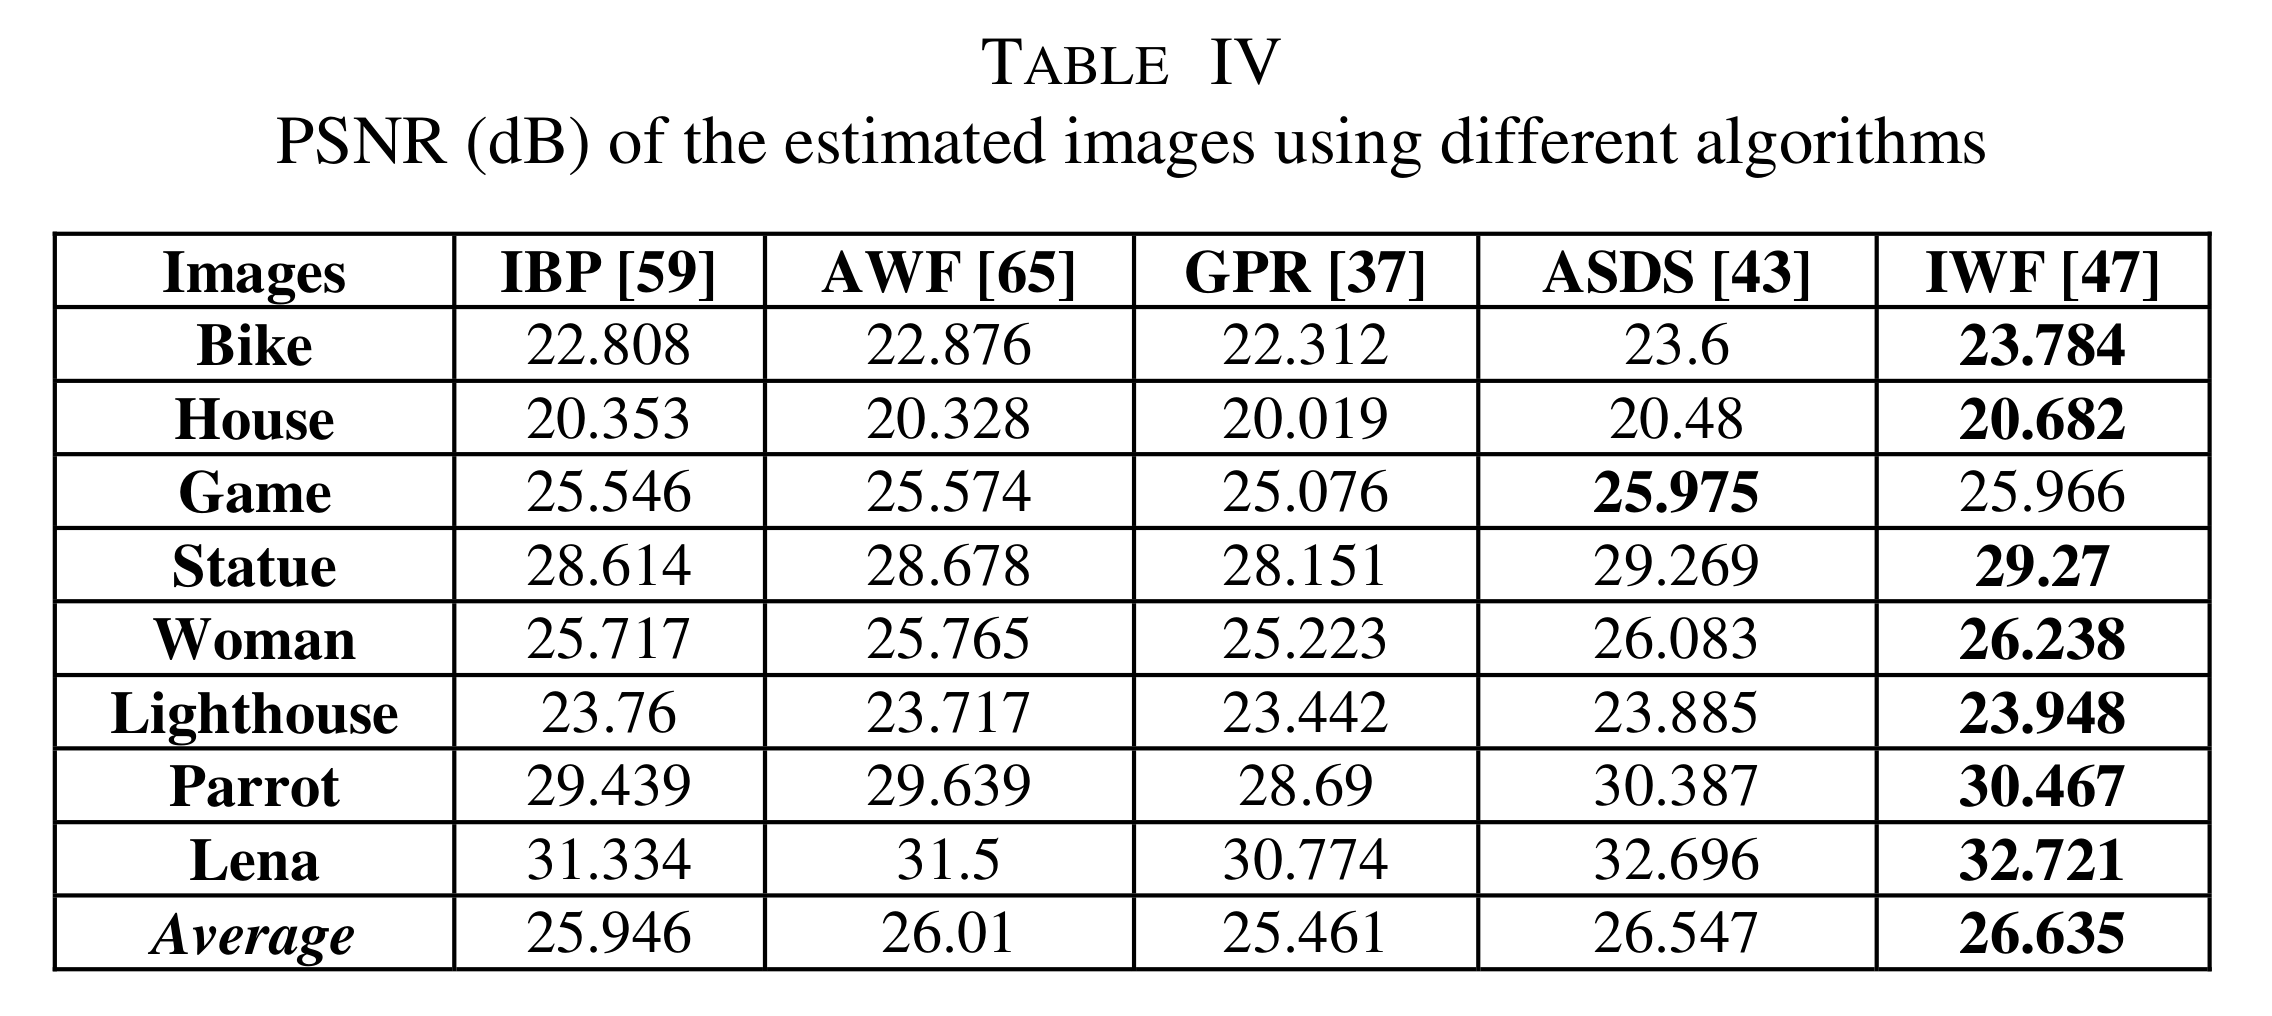 TABLE IV
PSNR (dB) of the estimated images using different algorithms
Images IBP [59] AWF [65] GPR [37] ASDS [43] IWF [47]
Bike 22.808 22.876 22.312 23.6 23.784
House 20.353 20.328 20.019 20.48 20.682
Game 25.546 25.574 25.076 25.975 25.966
Statue 28.614 28.678 28.151 29.269 29.27
Woman 25.717 25.765 25.223 26.083 26.238
Lighthouse 23.76 23.717 23.442 23.885 23.948
Parrot 29.439 29.639 28.69 30.387 30.467
Lena 31.334 31.5 30.774 32.696 32.721
Average 25.946 26.01 25.461 26.547 26.635